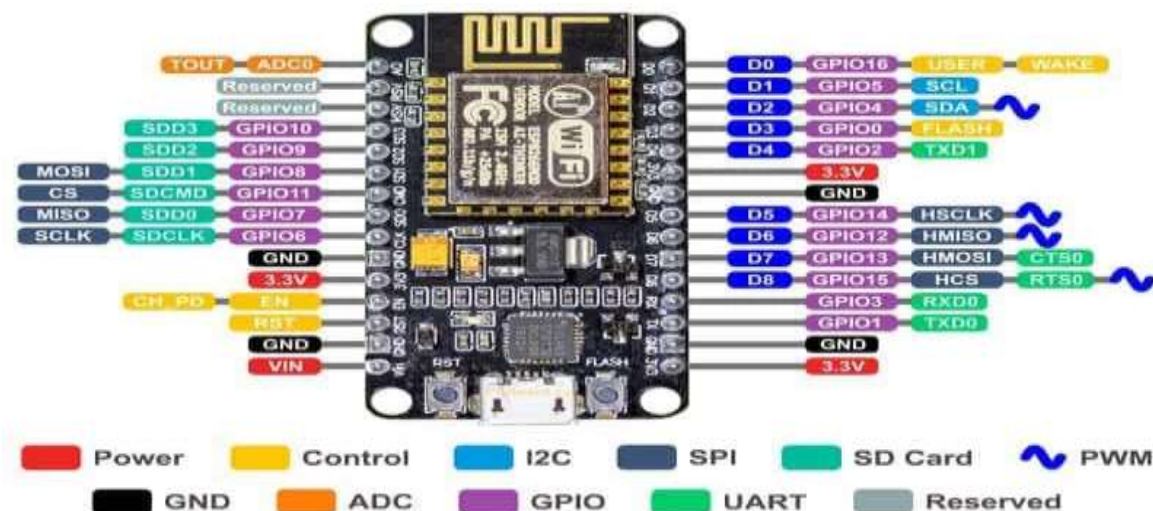 TOUT ADC0 D0 GPIO16 USER WAKE
Reserved D1 GPIO5 SCL
Reserved D2 GPIO4 SDA
SDD3 GPIO10 D3 GPIO0 FLASH
SDD2 GPIO9 D4 GPIO2 TXD1
MOSI SDD1 GPIO8 3.3V
CS SDCMD GPIO11 GND
MISO SDD0 GPIO7 D5 GPIO14 HSCLK
SCLK SDCLK GPIO6 D6 GPIO12 HMISO
GND D7 GPIO13 HMOSI CTS0
3.3V D8 GPIO15 HCS RTS0
CH_PD EN GPIO3 RXD0
RST GPIO1 TXD0
GND GND
VIN 3.3V
WiFi
FC
MODEL
VENDOR
RST FLASH
Power Control I2C SPI SD Card PWM
GND ADC GPIO UART Reserved